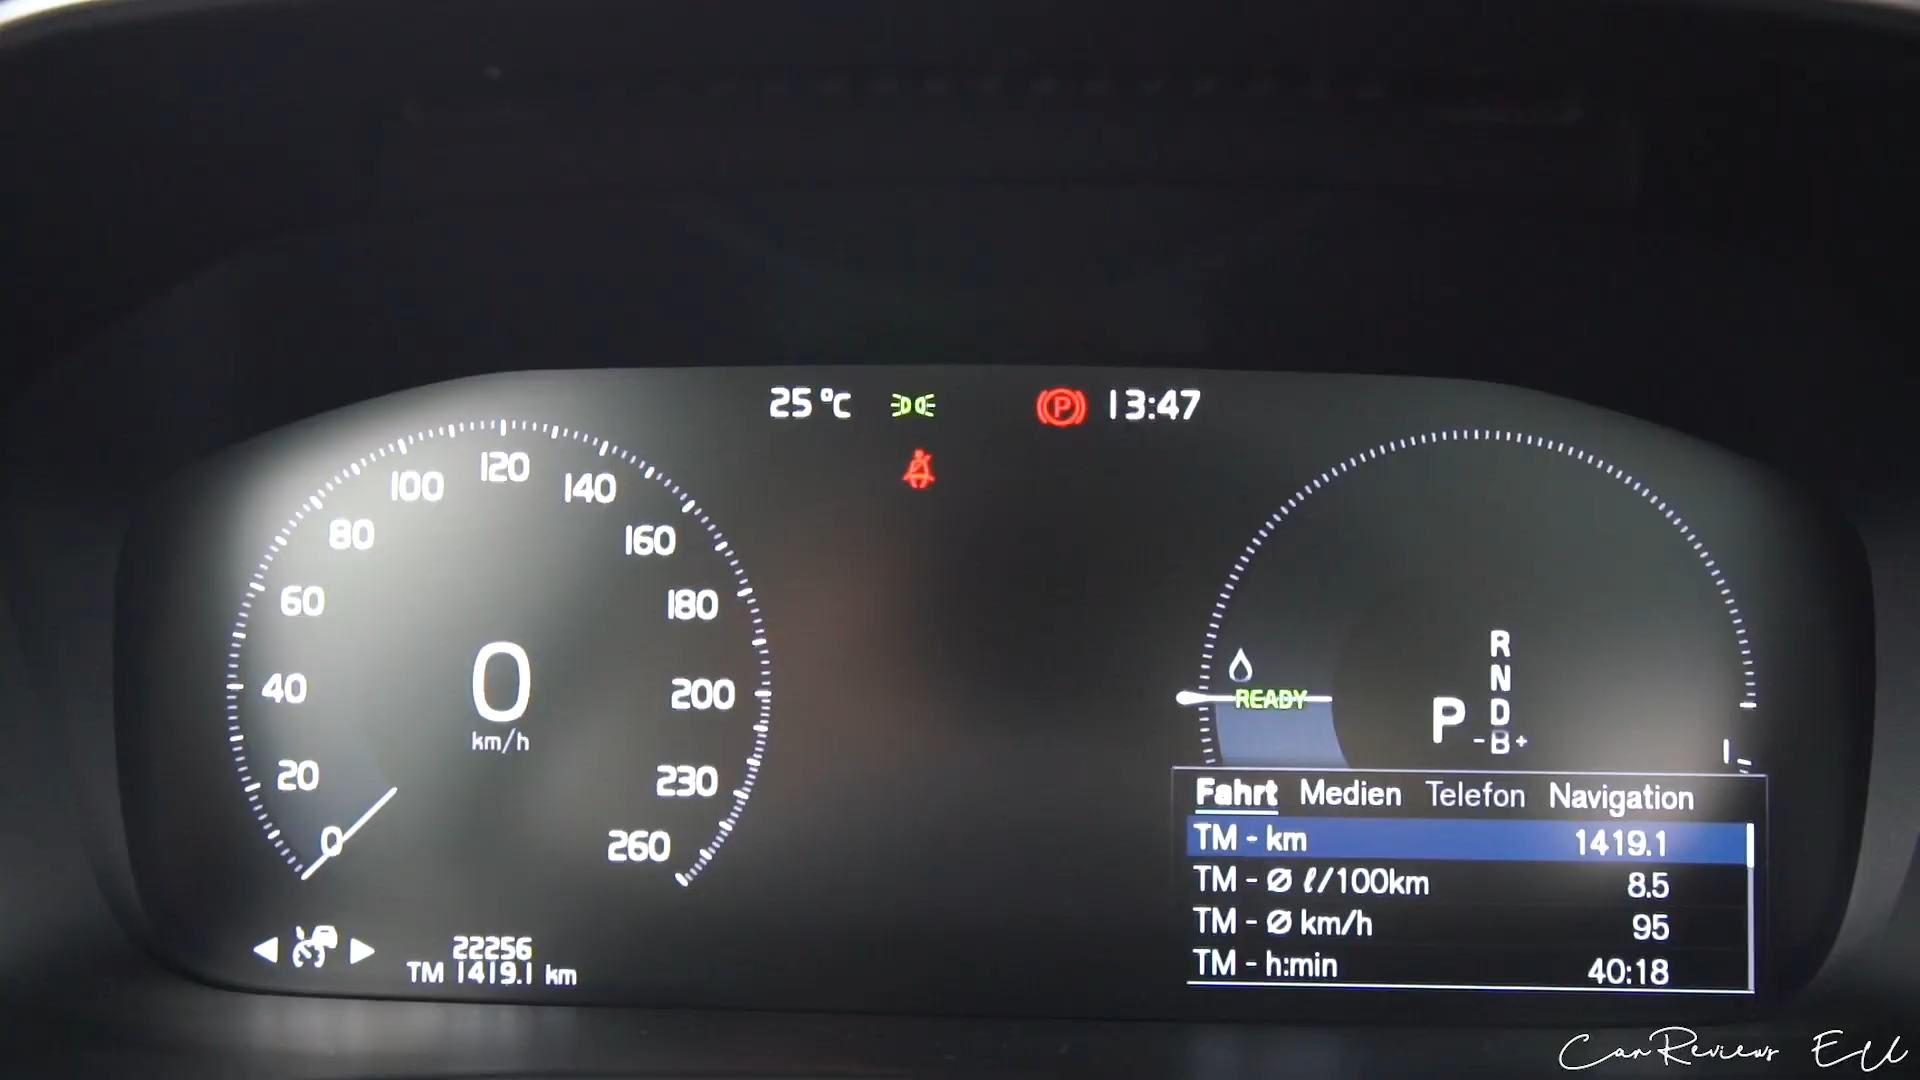 25 °C
13:47
0
20
40
60
80
100
120
140
160
180
200
230
260
0
km/h
22256
TM 1419.1 km
READY
R
N
D
P
-B+
Fahrt Medien Telefon Navigation
TM - km 1419.1
TM - Ø ℓ/100km 8.5
TM - Ø km/h 95
TM - h:min 40:18
CarReviews EU